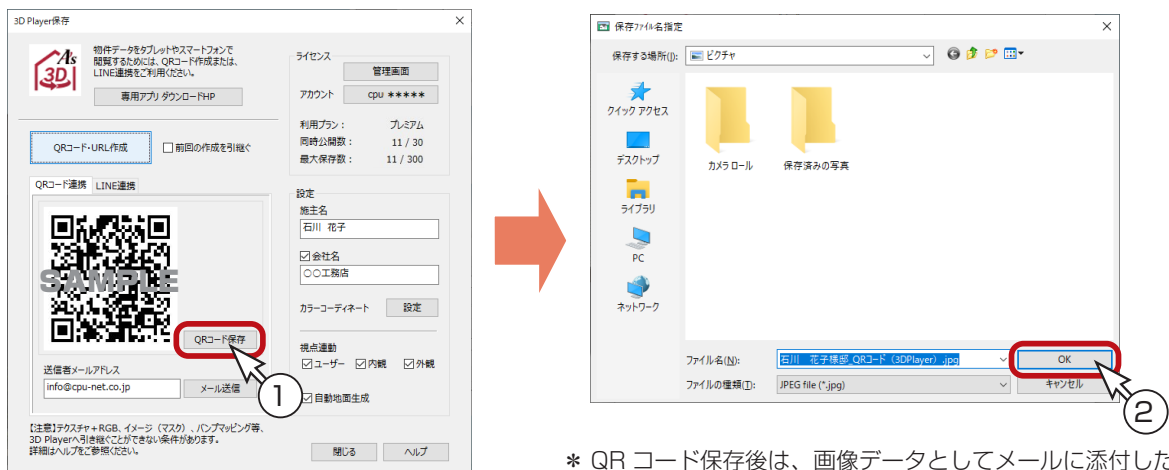 3D Player保存
A's
3D
物件データをタブレットやスマートフォンで
閲覧するためには、QRコード作成または、
LINE連携をご利用ください。
専用アプリ ダウンロードHP
QRコード・URL作成
前回の作成を引継ぐ
QRコード連携 LINE連携
SAMPLE
QRコード保存
送信者メールアドレス
info@cpu-net.co.jp
メール送信
【注意】テクスチャ+RGB、イメージ（マスク）、バンプマッピング等、
3D Playerへ引き継ぐことができない条件があります。
詳細はヘルプをご参照ください。
ライセンス
管理画面
アカウント cpu *****
利用プラン： プレミアム
同時公開数： 11 / 30
最大保存数： 11 / 300
設定
施主名
石川 花子
会社名
○○工務店
カラーコーディネート 設定
視点連動
ユーザー 内観 外観
自動地面生成
閉じる ヘルプ
1
保存ファイル名指定
保存する場所(I): ピクチャ
クイック アクセス
デスクトップ
ライブラリ
PC
ネットワーク
カメラ ロール
保存済みの写真
ファイル名(N): 石川 花子様邸_QRコード（3DPlayer）.jpg
OK
ファイルの種類(T): JPEG file (*.jpg)
キャンセル
2
＊ QR コード保存後は、画像データとしてメールに添付した